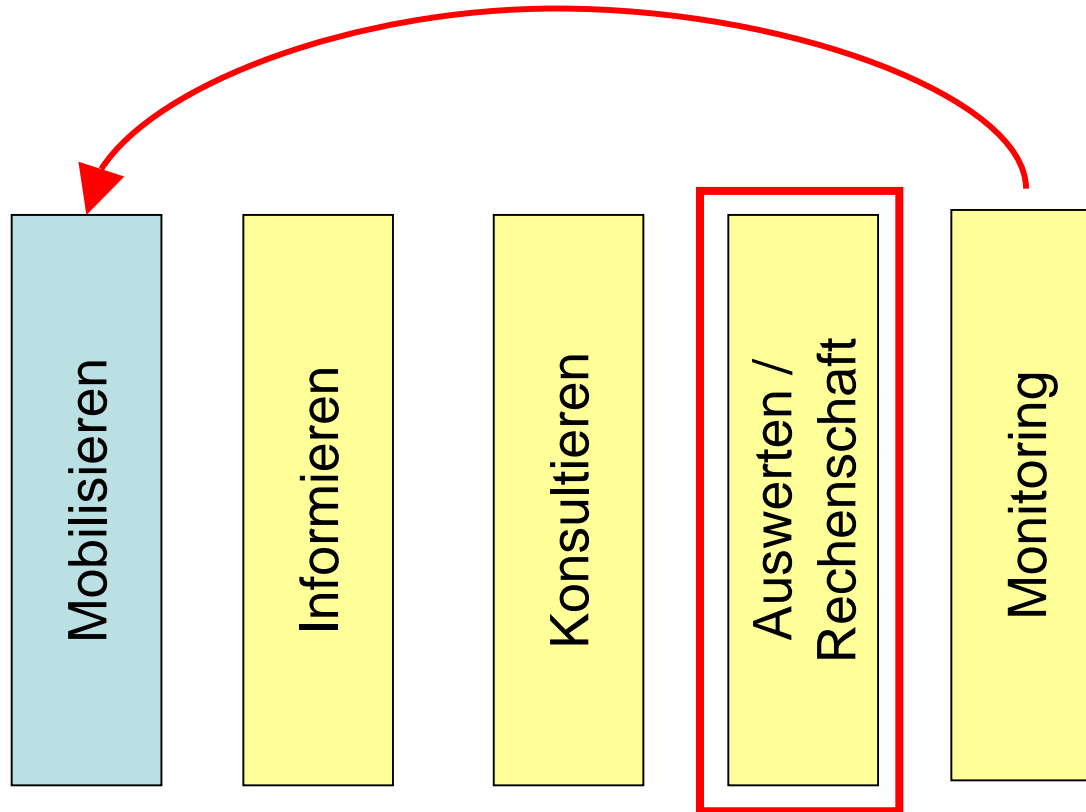 Mobilisieren
Informieren
Konsultieren
Auswerten /
Rechenschaft
Monitoring